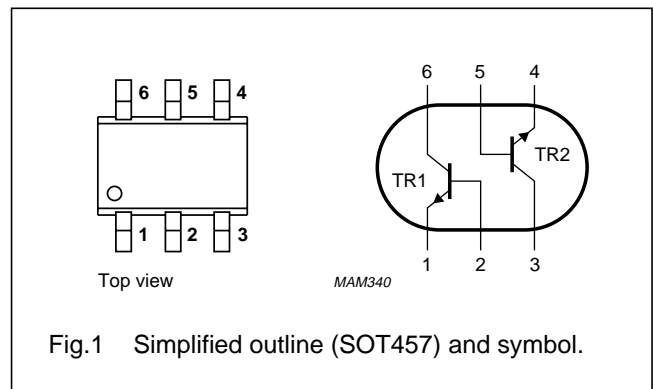 6 5 4
1 2 3
Top view
6 5 4
TR1
TR2
1 2 3
MAM340
Fig.1 Simplified outline (SOT457) and symbol.